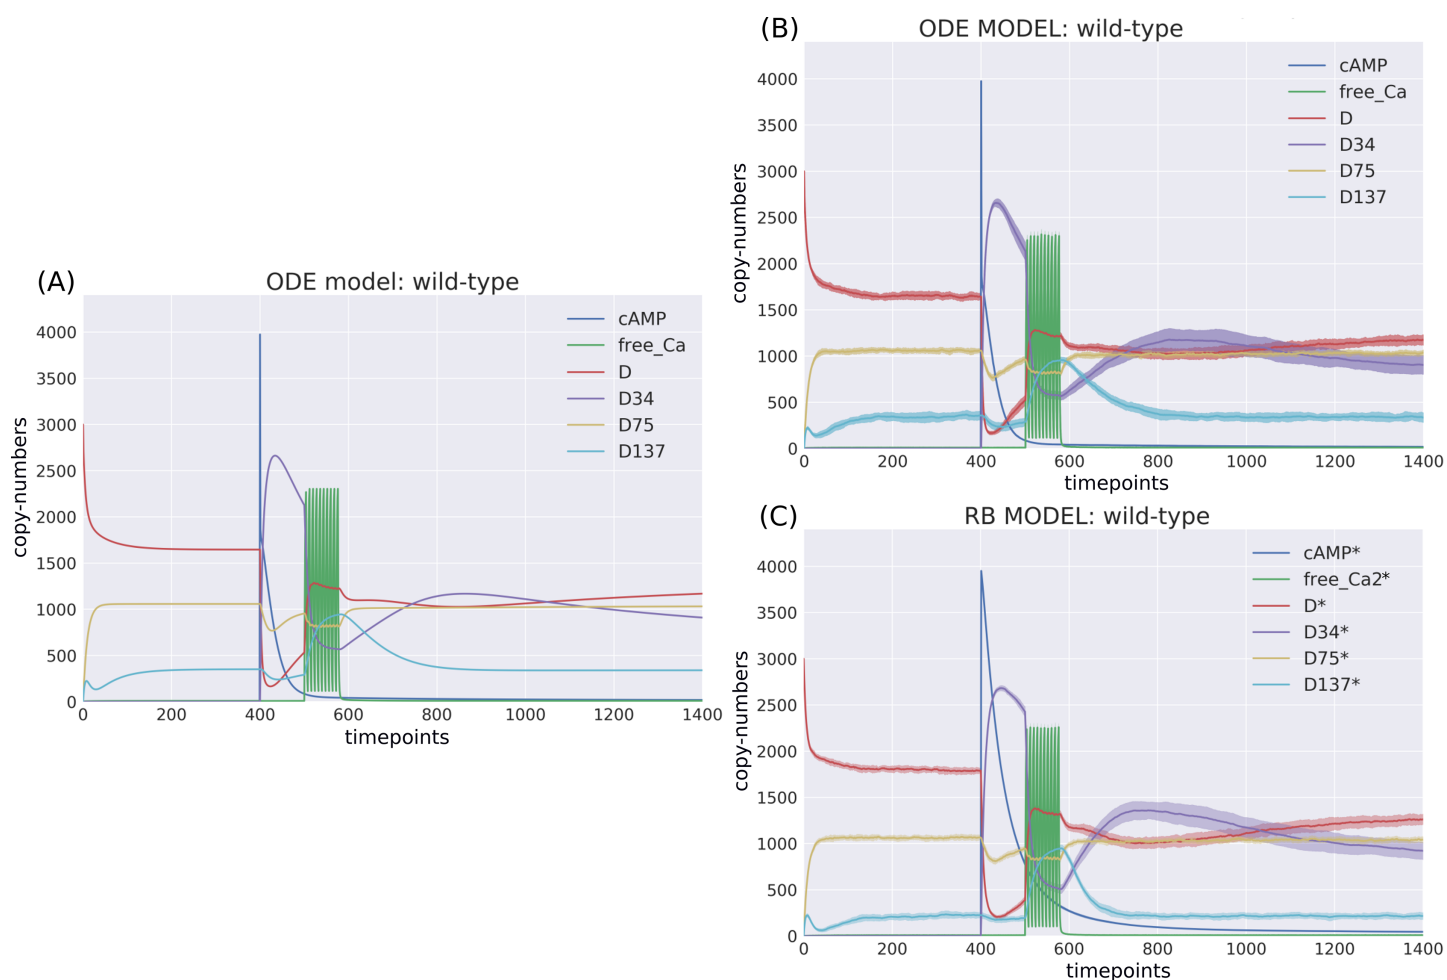 (A)
ODE model: wild-type
copy-numbers
4000
3500
3000
2500
2000
1500
1000
500
0
cAMP
free_Ca
D
D34
D75
D137
0 200 400 600 800 1000 1200 1400
timepoints
(B)
ODE MODEL: wild-type
copy-numbers
4000
3500
3000
2500
2000
1500
1000
500
0
cAMP
free_Ca
D
D34
D75
D137
0 200 400 600 800 1000 1200 1400
timepoints
(C)
RB MODEL: wild-type
copy-numbers
4000
3500
3000
2500
2000
1500
1000
500
0
cAMP*
free_Ca2*
D*
D34*
D75*
D137*
0 200 400 600 800 1000 1200 1400
timepoints